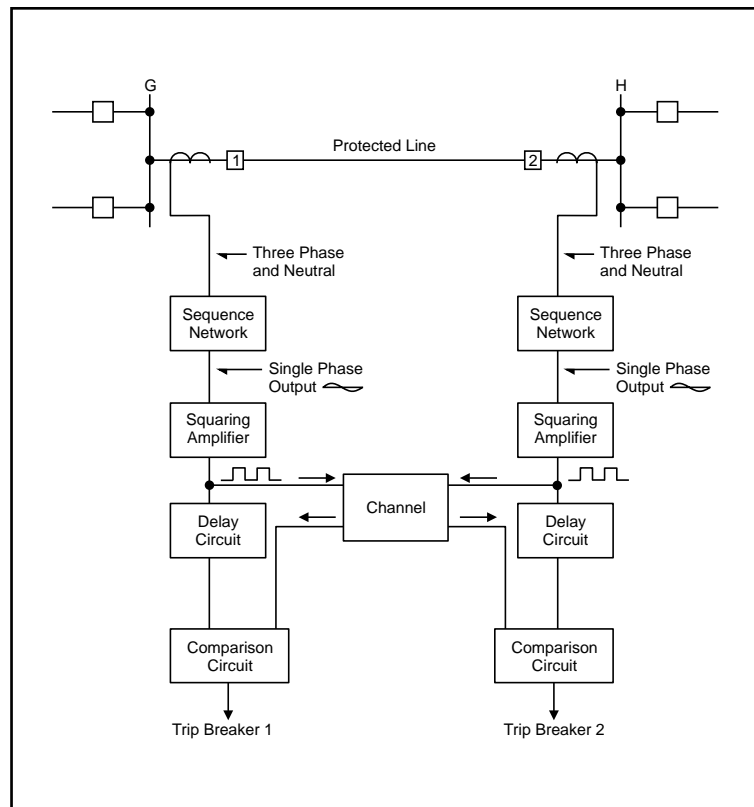 G
H
Protected Line
1
2
Three Phase
and Neutral
Three Phase
and Neutral
Sequence
Network
Sequence
Network
Single Phase
Output
Single Phase
Output
Squaring
Amplifier
Squaring
Amplifier
Channel
Delay
Circuit
Delay
Circuit
Comparison
Circuit
Comparison
Circuit
Trip Breaker 1
Trip Breaker 2